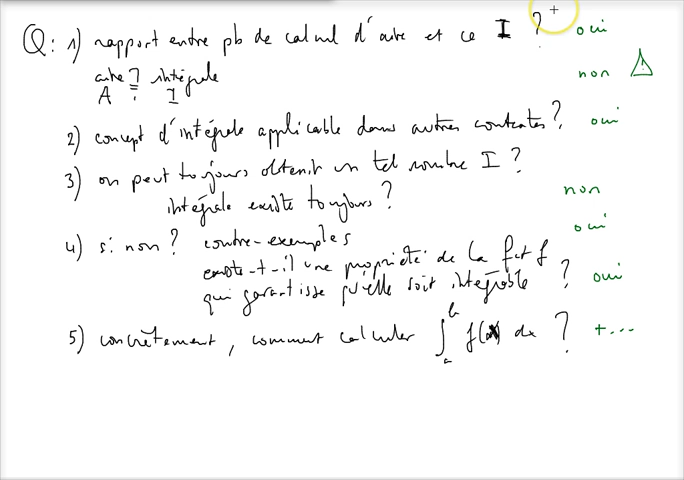 Q: 1) rapport entre pb de calcul d'aire et ce I ? oui
aire ?= intégrale non ⚠
A I
2) concept d'intégrale applicable dans autres contextes ? oui
3) on peut toujours obtenir un tel nombre I ?
intégrale existe toujours ? non
4) si non ? contre-exemples oui
existe-t-il une propriété de la fct f
qui garantisse qu'elle soit intégrable ? oui
5) concrètement, comment calculer ∫_a^b f(x) dx ? +...